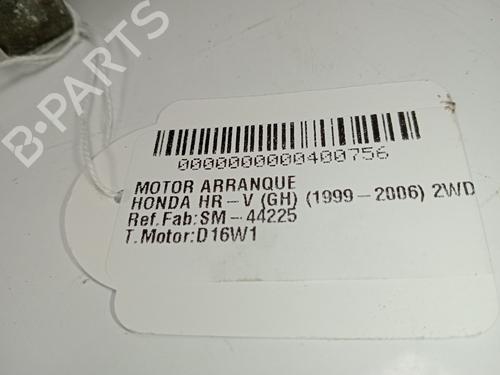 B-PARTS
0000000000400756
MOTOR ARRANQUE
HONDA HR-V (GH) (1999-2006) 2WD
Ref.Fab:SM-44225
T.Motor:D16W1